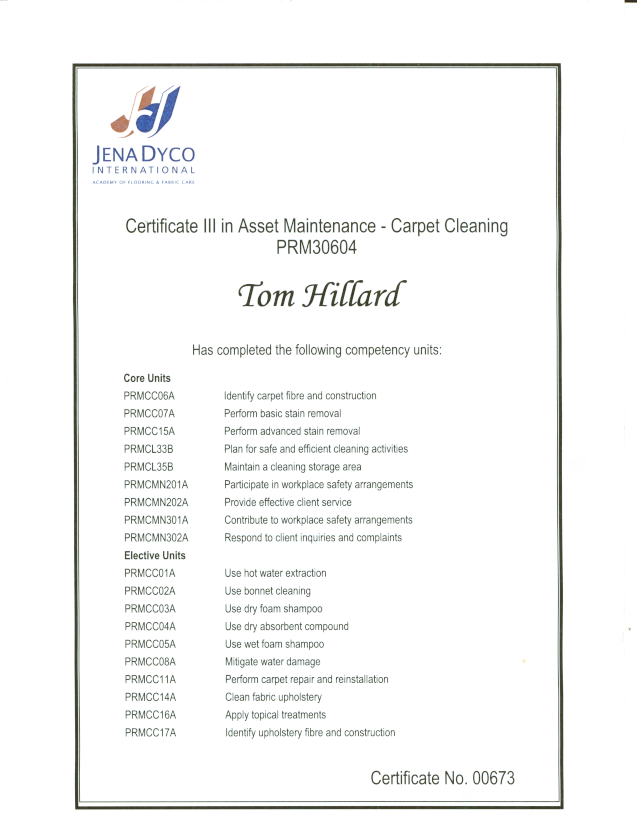 JENA DYCO
INTERNATIONAL
ACADEMY OF FLOORING & FABRIC CARE
Certificate III in Asset Maintenance - Carpet Cleaning
PRM30604
Tom Hillard
Has completed the following competency units:
Core Units
PRMCC06A Identify carpet fibre and construction
PRMCC07A Perform basic stain removal
PRMCC15A Perform advanced stain removal
PRMCL33B Plan for safe and efficient cleaning activities
PRMCL35B Maintain a cleaning storage area
PRMCMN201A Participate in workplace safety arrangements
PRMCMN202A Provide effective client service
PRMCMN301A Contribute to workplace safety arrangements
PRMCMN302A Respond to client inquiries and complaints
Elective Units
PRMCC01A Use hot water extraction
PRMCC02A Use bonnet cleaning
PRMCC03A Use dry foam shampoo
PRMCC04A Use dry absorbent compound
PRMCC05A Use wet foam shampoo
PRMCC08A Mitigate water damage
PRMCC11A Perform carpet repair and reinstallation
PRMCC14A Clean fabric upholstery
PRMCC16A Apply topical treatments
PRMCC17A Identify upholstery fibre and construction
Certificate No. 00673